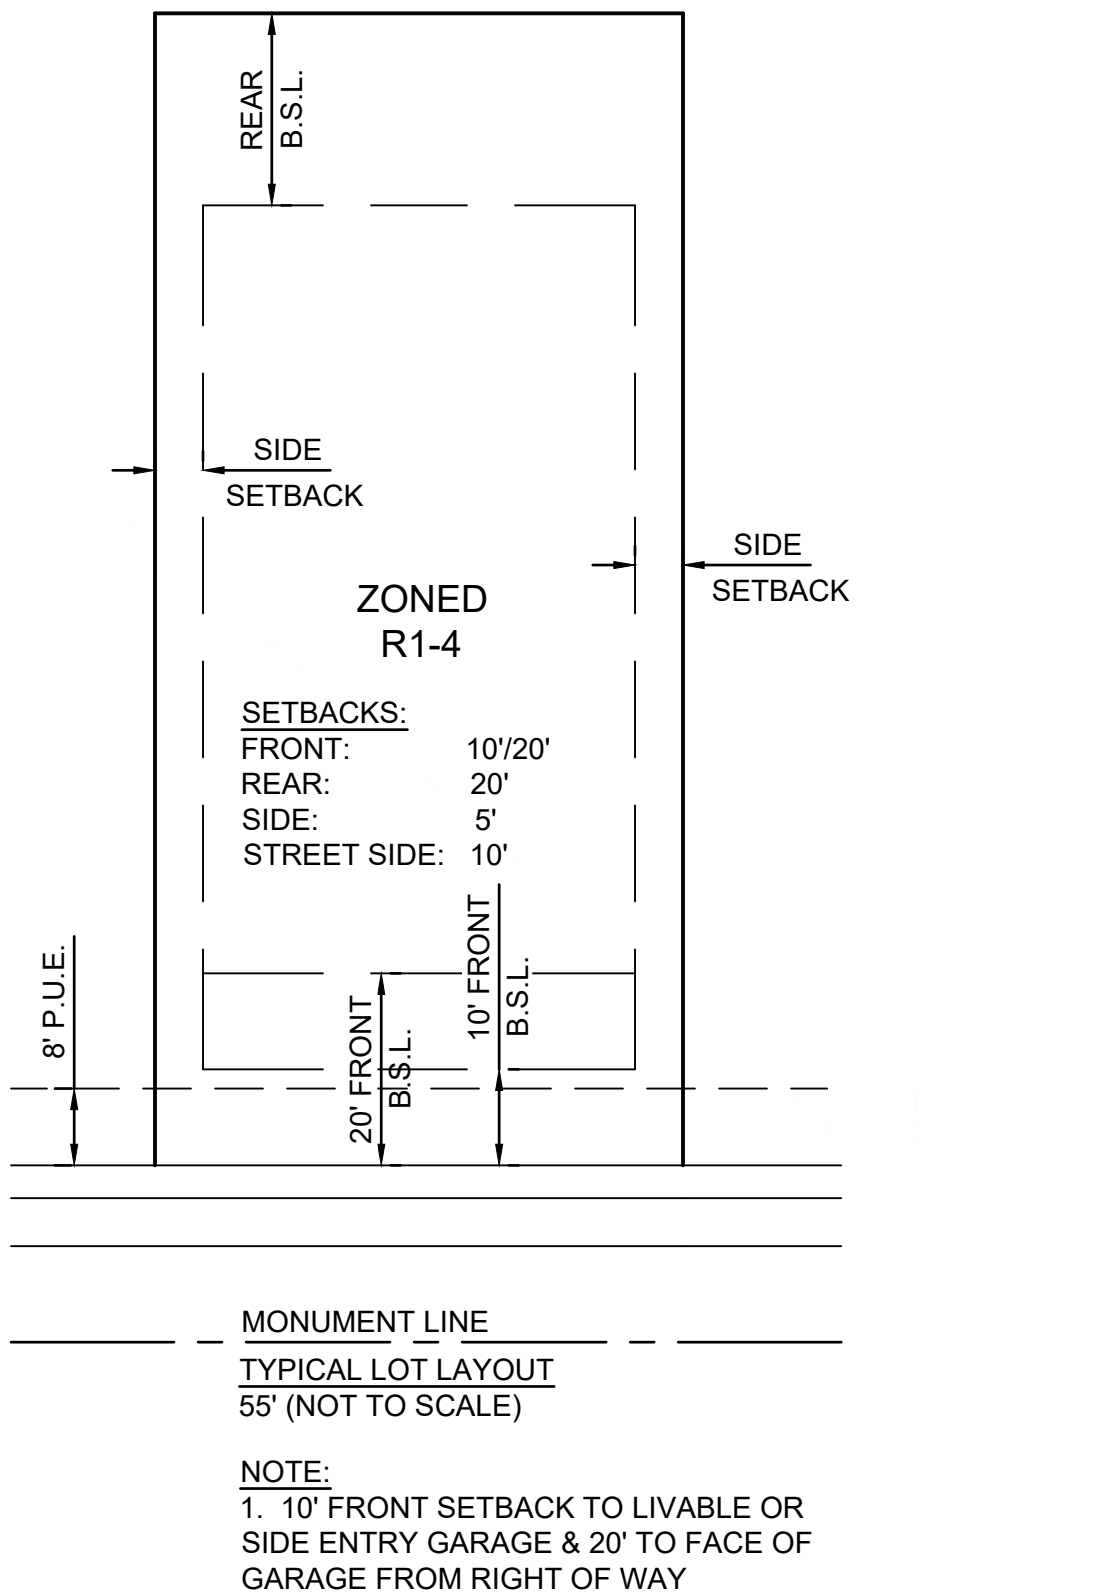 REAR
B.S.L.
SIDE
SETBACK
SIDE
SETBACK
ZONED
R1-4
SETBACKS:
FRONT: 10'/20'
REAR: 20'
SIDE: 5'
STREET SIDE: 10'
8' P.U.E.
20' FRONT
B.S.L.
10' FRONT
B.S.L.
MONUMENT LINE
TYPICAL LOT LAYOUT
55' (NOT TO SCALE)
NOTE:
1. 10' FRONT SETBACK TO LIVABLE OR
SIDE ENTRY GARAGE & 20' TO FACE OF
GARAGE FROM RIGHT OF WAY